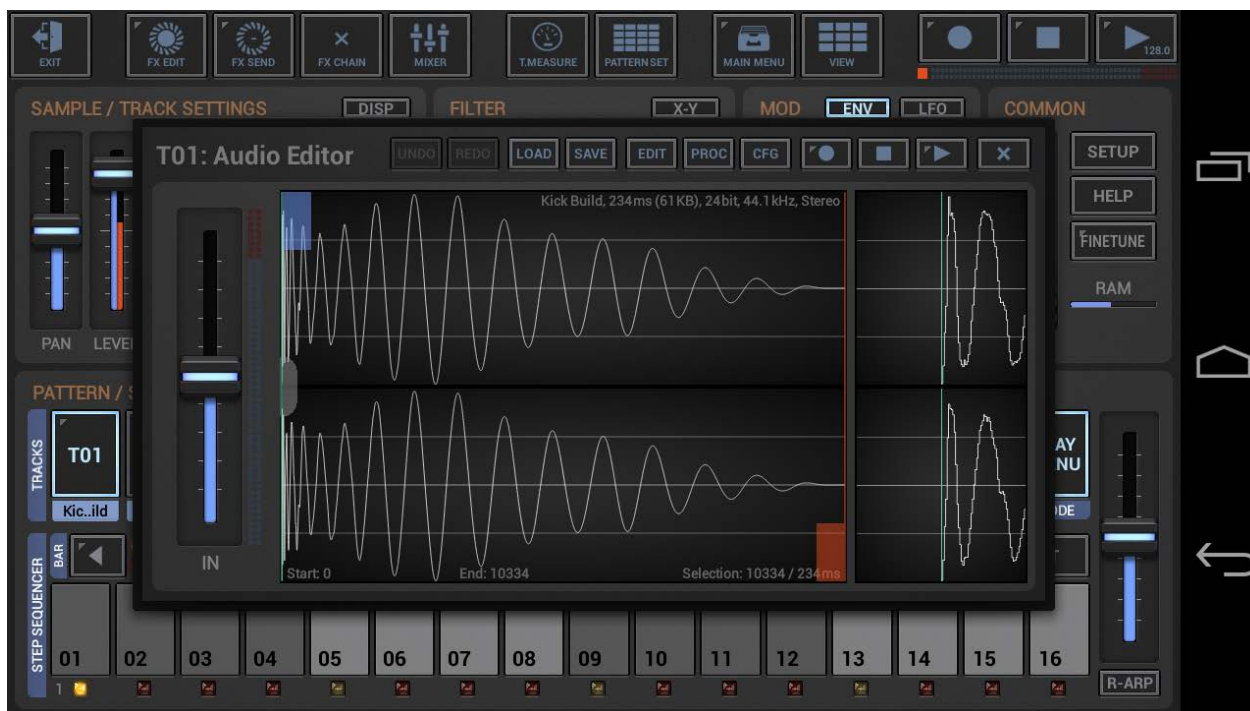 EXIT
FX EDIT
FX SEND
FX CHAIN
MIXER
T.MEASURE
PATTERN SET
MAIN MENU
VIEW
128.0
SAMPLE / TRACK SETTINGS
DISP
FILTER
X-Y
MOD
ENV
LFO
COMMON
T01: Audio Editor
UNDO
REDO
LOAD
SAVE
EDIT
PROC
CFG
SETUP
HELP
FINETUNE
RAM
Kick Build, 234ms (61KB), 24bit, 44.1kHz, Stereo
PAN
LEVE
IN
Start: 0
End: 10334
Selection: 10334 / 234ms
PATTERN / S
TRACKS
T01
Kic..ild
AY
NU
ODE
BAR
STEP SEQUENCER
01
02
03
04
05
06
07
08
09
10
11
12
13
14
15
16
1
R-ARP